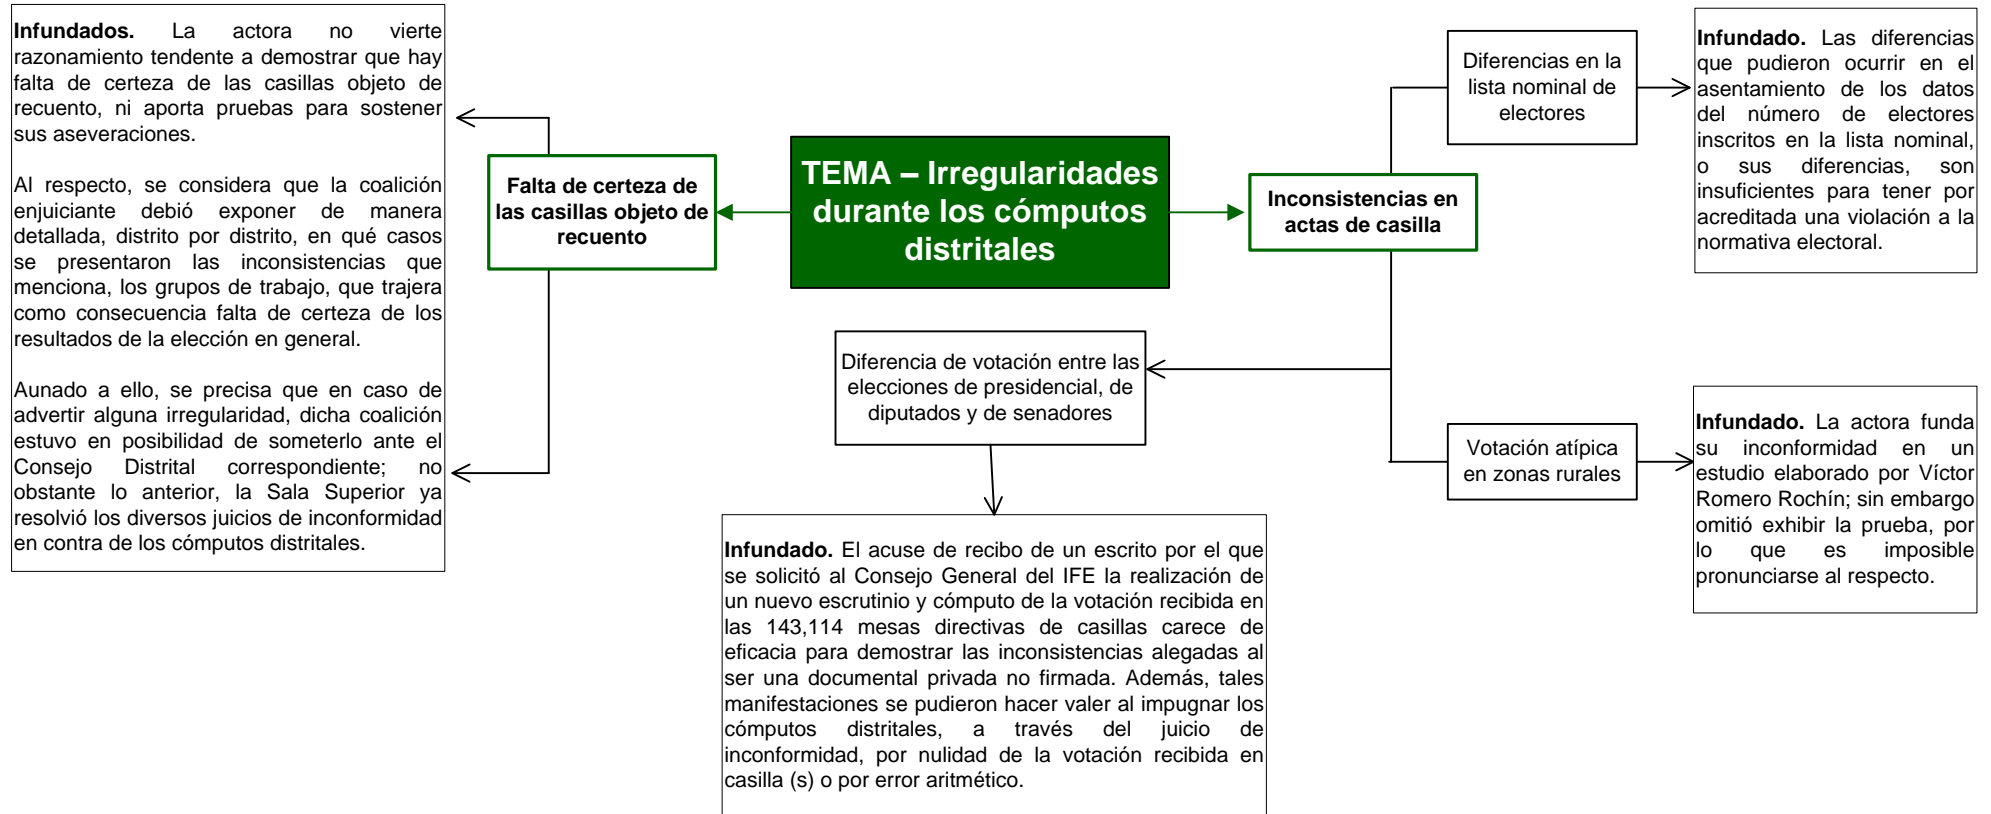 Infundados. La actora no vierte
razonamiento tendente a demostrar que hay
falta de certeza de las casillas objeto de
recuento, ni aporta pruebas para sostener
sus aseveraciones.
Al respecto, se considera que la coalición
enjuiciante debió exponer de manera
detallada, distrito por distrito, en qué casos
se presentaron las inconsistencias que
menciona, los grupos de trabajo, que trajera
como consecuencia falta de certeza de los
resultados de la elección en general.
Aunado a ello, se precisa que en caso de
advertir alguna irregularidad, dicha coalición
estuvo en posibilidad de someterlo ante el
Consejo Distrital correspondiente; no
obstante lo anterior, la Sala Superior ya
resolvió los diversos juicios de inconformidad
en contra de los cómputos distritales.
Falta de certeza de
las casillas objeto de
recuento
TEMA – Irregularidades
durante los cómputos
distritales
Inconsistencias en
actas de casilla
Diferencias en la
lista nominal de
electores
Infundado. Las diferencias
que pudieron ocurrir en el
asentamiento de los datos
del número de electores
inscritos en la lista nominal,
o sus diferencias, son
insuficientes para tener por
acreditada una violación a la
normativa electoral.
Diferencia de votación entre las
elecciones de presidencial, de
diputados y de senadores
Infundado. El acuse de recibo de un escrito por el que
se solicitó al Consejo General del IFE la realización de
un nuevo escrutinio y cómputo de la votación recibida en
las 143,114 mesas directivas de casillas carece de
eficacia para demostrar las inconsistencias alegadas al
ser una documental privada no firmada. Además, tales
manifestaciones se pudieron hacer valer al impugnar los
cómputos distritales, a través del juicio de
inconformidad, por nulidad de la votación recibida en
casilla (s) o por error aritmético.
Votación atípica
en zonas rurales
Infundado. La actora funda
su inconformidad en un
estudio elaborado por Víctor
Romero Rochín; sin embargo
omitió exhibir la prueba, por
lo que es imposible
pronunciarse al respecto.